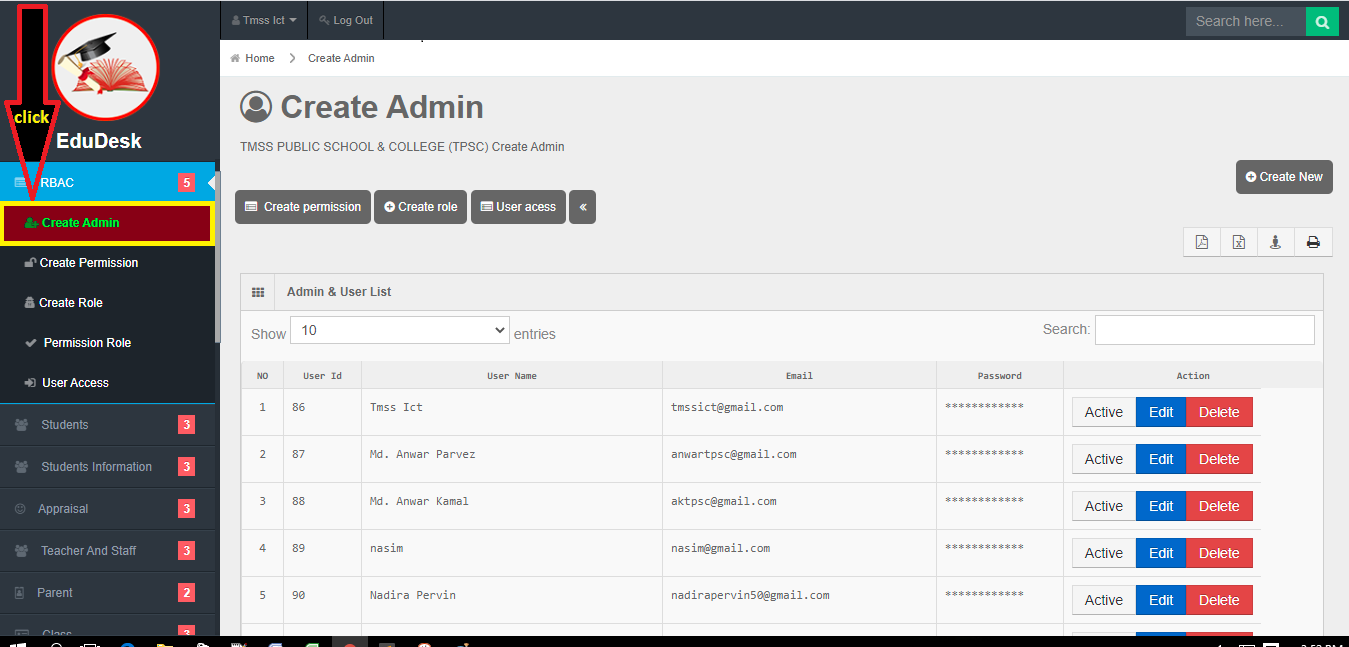 Tmss Ict
Log Out
Search here...
Home
Create Admin
click
EduDesk
Create Admin
TMSS PUBLIC SCHOOL & COLLEGE (TPSC) Create Admin
Create New
RBAC 5
Create Admin
Create Permission
Create Role
Permission Role
User Access
Students 3
Students Information 3
Appraisal 3
Teacher And Staff 3
Parent 2
Class 3
Create permission
Create role
User acess
«
Admin & User List
Show 10 entries
Search:
NO User Id User Name Email Password Action
1 86 Tmss Ict tmssict@gmail.com ************ Active Edit Delete
2 87 Md. Anwar Parvez anwartpsc@gmail.com ************ Active Edit Delete
3 88 Md. Anwar Kamal aktpsc@gmail.com ************ Active Edit Delete
4 89 nasim nasim@gmail.com ************ Active Edit Delete
5 90 Nadira Pervin nadirapervin50@gmail.com ************ Active Edit Delete